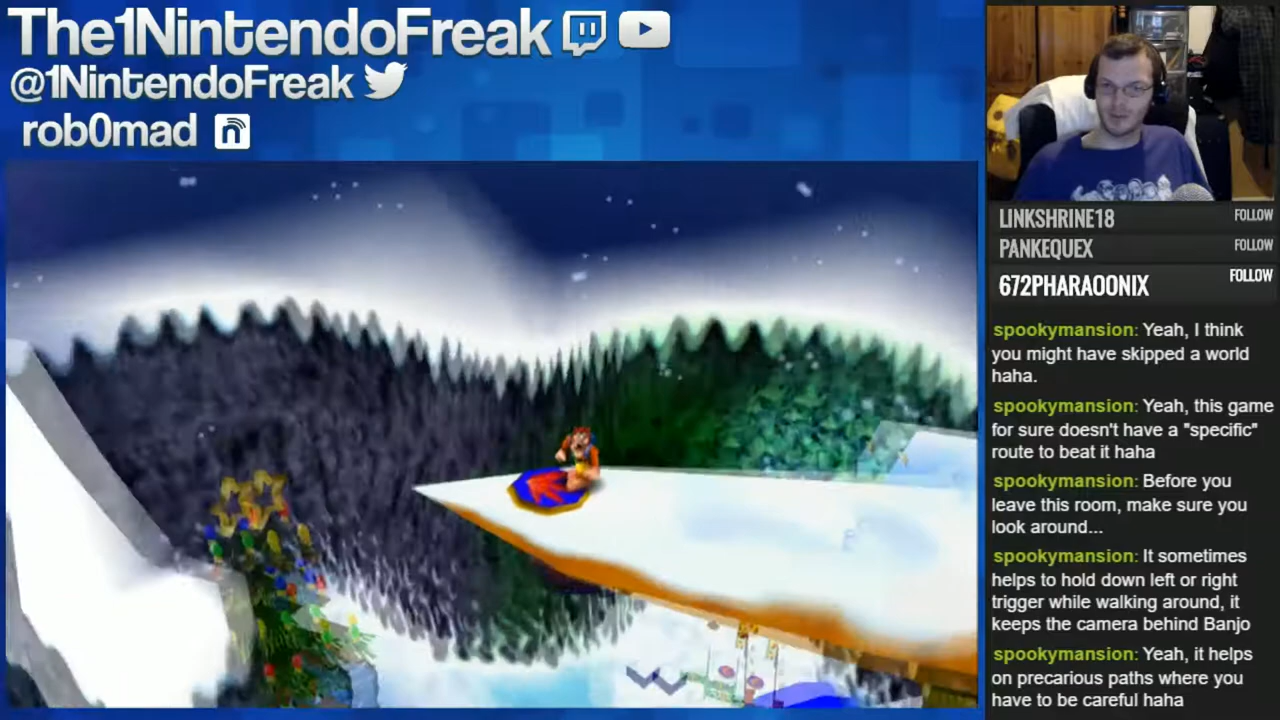 The1NintendoFreak
@1NintendoFreak
rob0mad
LINKSHRINE18 FOLLOW
PANKEQUEX FOLLOW
672PHARAOONIX FOLLOW
spookymansion: Yeah, I think
you might have skipped a world
haha.
spookymansion: Yeah, this game
for sure doesn't have a "specific"
route to beat it haha
spookymansion: Before you
leave this room, make sure you
look around...
spookymansion: It sometimes
helps to hold down left or right
trigger while walking around, it
keeps the camera behind Banjo
spookymansion: Yeah, it helps
on precarious paths where you
have to be careful haha